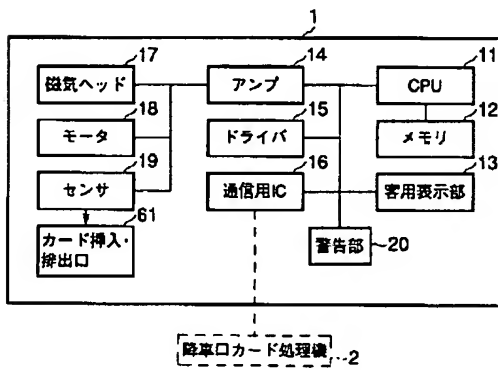 1
17
磁気ヘッド
14
アンプ
11
CPU
18
モータ
15
ドライバ
12
メモリ
19
センサ
16
通信用IC
13
客用表示部
61
カード挿入・
排出口
警告部
20
降車口カード処理機
2